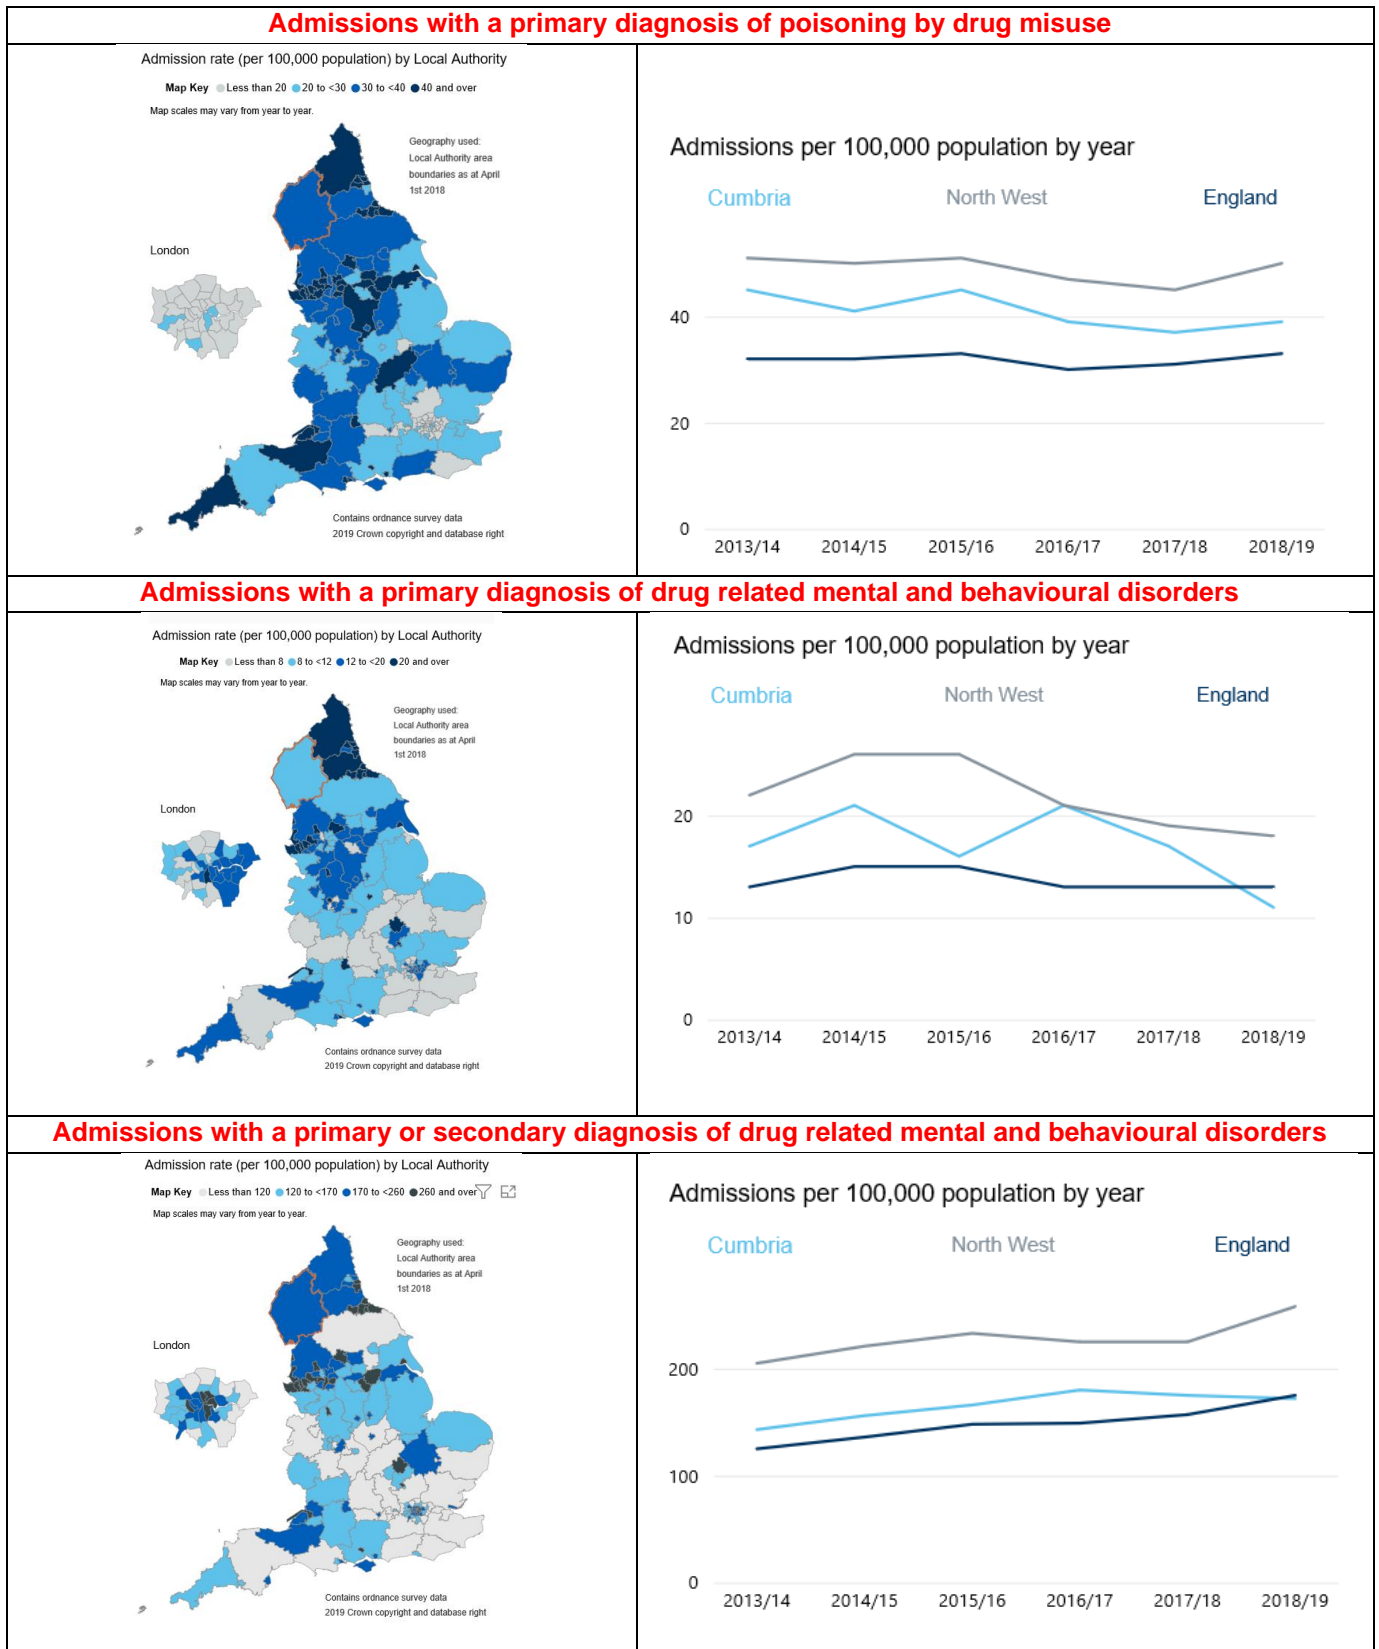 Admissions with a primary diagnosis of poisoning by drug misuse
Admission rate (per 100,000 population) by Local Authority
Map Key Less than 20 20 to <30 30 to <40 40 and over
Map scales may vary from year to year.
Geography used:
Local Authority area
boundaries as at April
1st 2018
London
Contains ordnance survey data
2019 Crown copyright and database right
Admissions per 100,000 population by year
Cumbria North West England
40
20
0
2013/14 2014/15 2015/16 2016/17 2017/18 2018/19
Admissions with a primary diagnosis of drug related mental and behavioural disorders
Admission rate (per 100,000 population) by Local Authority
Map Key Less than 8 8 to <12 12 to <20 20 and over
Map scales may vary from year to year.
Geography used:
Local Authority area
boundaries as at April
1st 2018
London
Contains ordnance survey data
2019 Crown copyright and database right
Admissions per 100,000 population by year
Cumbria North West England
20
10
0
2013/14 2014/15 2015/16 2016/17 2017/18 2018/19
Admissions with a primary or secondary diagnosis of drug related mental and behavioural disorders
Admission rate (per 100,000 population) by Local Authority
Map Key Less than 120 120 to <170 170 to <260 260 and over
Map scales may vary from year to year.
Geography used:
Local Authority area
boundaries as at April
1st 2018
London
Contains ordnance survey data
2019 Crown copyright and database right
Admissions per 100,000 population by year
Cumbria North West England
200
100
0
2013/14 2014/15 2015/16 2016/17 2017/18 2018/19